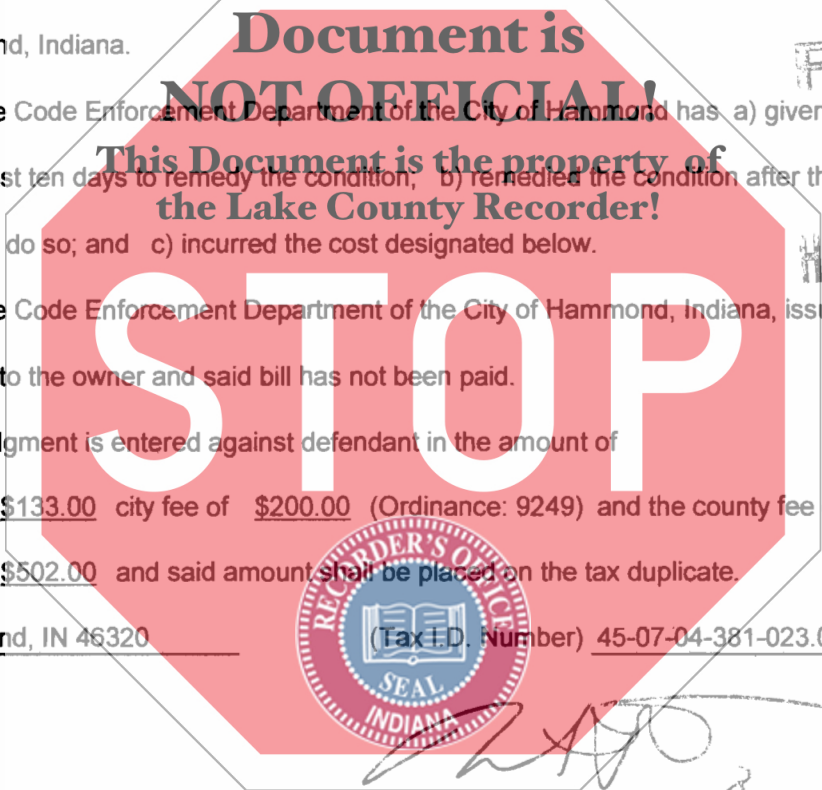 Document is
nd, Indiana.
NOT OFFICIAL!
e Code Enforcement Department of the City of Hammond has a) given
This Document is the property of
st ten days to remedy the condition; b) remedied the condition after th
the Lake County Recorder!
do so; and c) incurred the cost designated below.
STOP
e Code Enforcement Department of the City of Hammond, Indiana, issu
to the owner and said bill has not been paid.
dgment is entered against defendant in the amount of
$133.00 city fee of $200.00 (Ordinance: 9249) and the county fee
$502.00 and said amount shall be placed on the tax duplicate.
nd, IN 46320 (Tax I.D. Number) 45-07-04-381-023.0
RECORDER'S OFFICE
SEAL
INDIANA